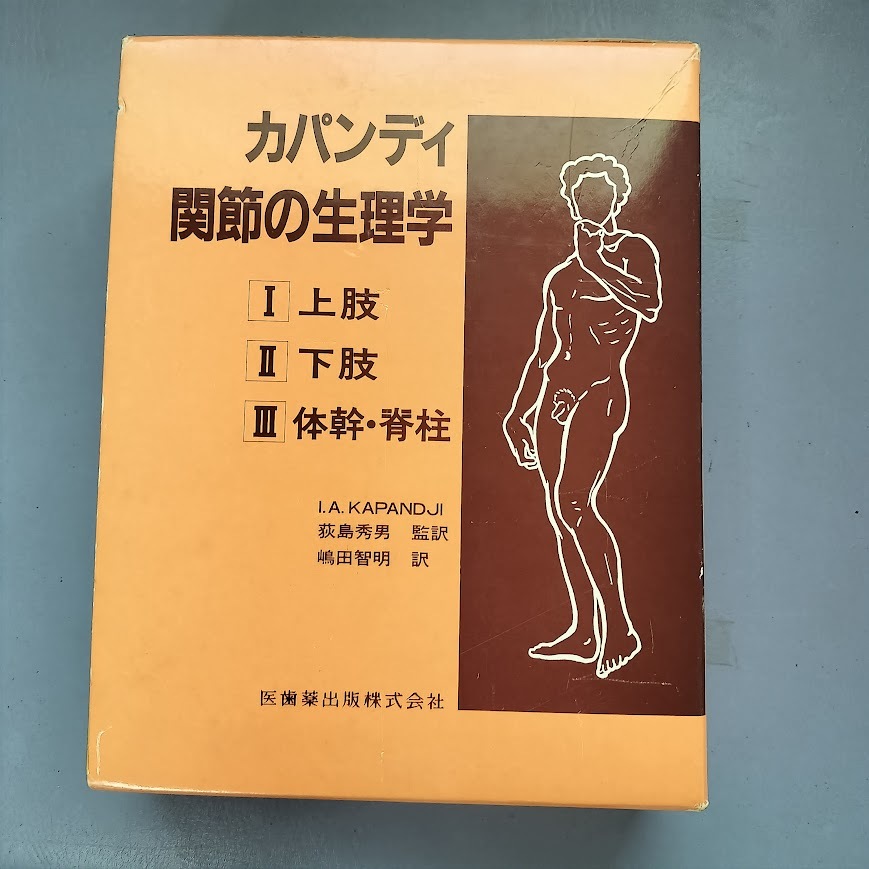 カパンディ
関節の生理学
Ⅰ 上肢
Ⅱ 下肢
Ⅲ 体幹・脊柱
I.A.KAPANDJI
荻島秀男 監訳
嶋田智明 訳
医歯薬出版株式会社